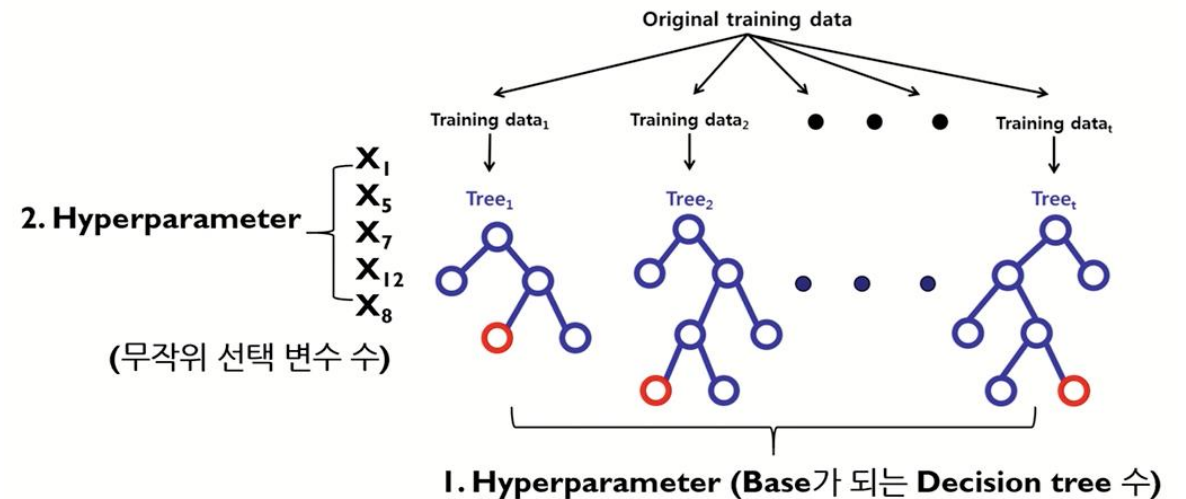 Original training data
Training data₁
Training data₂
Training dataₜ
X₁
X₅
X₇
X₁₂
X₈
2. Hyperparameter
(무작위 선택 변수 수)
Tree₁
Tree₂
Treeₜ
1. Hyperparameter (Base가 되는 Decision tree 수)